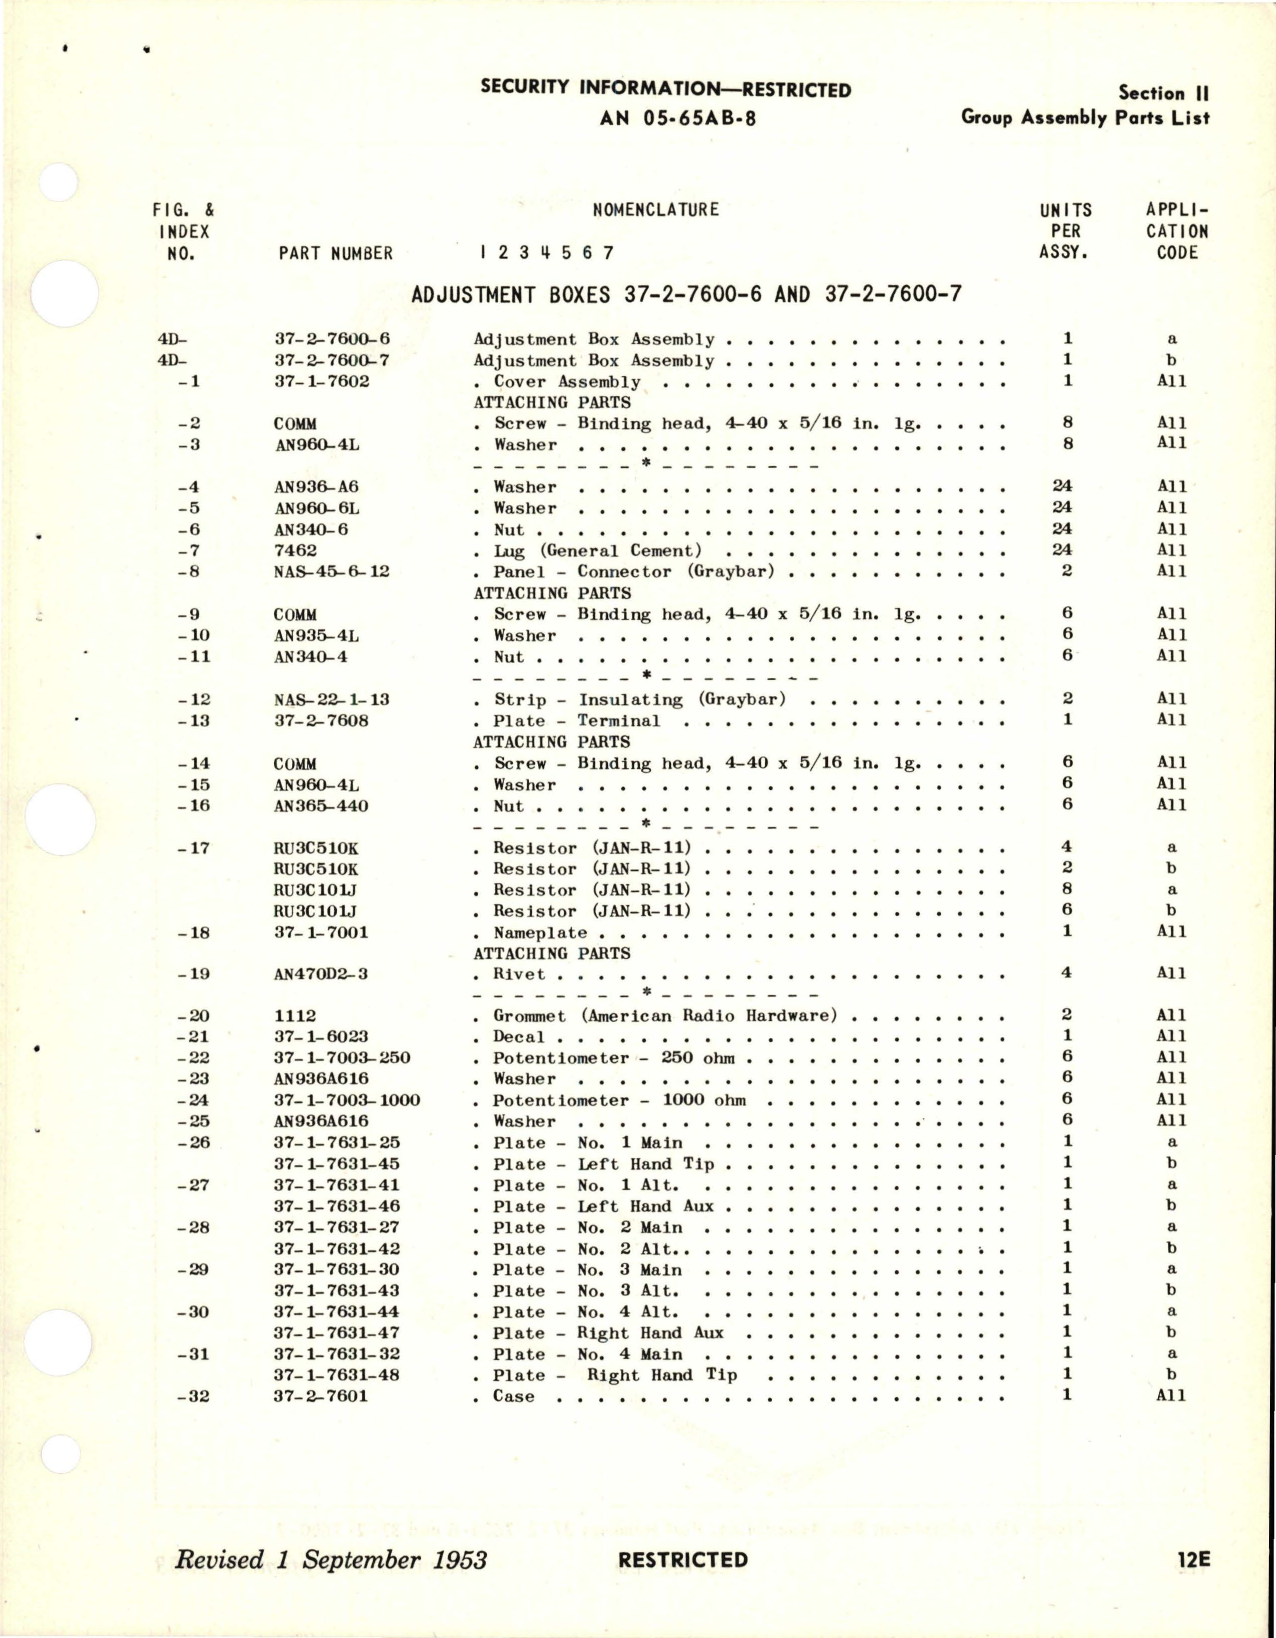 SECURITY INFORMATION—RESTRICTED
AN 05-65AB-8
Section II
Group Assembly Parts List
FIG. & INDEX NO. PART NUMBER NOMENCLATURE 1 2 3 4 5 6 7 UNITS PER ASSY. APPLI-CATION CODE
ADJUSTMENT BOXES 37-2-7600-6 AND 37-2-7600-7
4D- 37-2-7600-6 Adjustment Box Assembly . . . . . . . . . . . . . . 1 a
4D- 37-2-7600-7 Adjustment Box Assembly . . . . . . . . . . . . . . 1 b
-1 37-1-7602 . Cover Assembly . . . . . . . . . . . . . . . . . 1 All
ATTACHING PARTS
-2 COMM . Screw - Binding head, 4-40 x 5/16 in. lg. . . . . 8 All
-3 AN960-4L . Washer . . . . . . . . . . . . . . . . . . . . . 8 All
- - - - - - - - * - - - - - - - -
-4 AN936-A6 . Washer . . . . . . . . . . . . . . . . . . . . . 24 All
-5 AN960-6L . Washer . . . . . . . . . . . . . . . . . . . . . 24 All
-6 AN340-6 . Nut . . . . . . . . . . . . . . . . . . . . . . . 24 All
-7 7462 . Lug (General Cement) . . . . . . . . . . . . . . 24 All
-8 NAS-45-6-12 . Panel - Connector (Graybar) . . . . . . . . . . . 2 All
ATTACHING PARTS
-9 COMM . Screw - Binding head, 4-40 x 5/16 in. lg. . . . . 6 All
-10 AN935-4L . Washer . . . . . . . . . . . . . . . . . . . . . 6 All
-11 AN340-4 . Nut . . . . . . . . . . . . . . . . . . . . . . . 6 All
- - - - - - - - * - - - - - - - -
-12 NAS-22-1-13 . Strip - Insulating (Graybar) . . . . . . . . . . 2 All
-13 37-2-7608 . Plate - Terminal . . . . . . . . . . . . . . . . 1 All
ATTACHING PARTS
-14 COMM . Screw - Binding head, 4-40 x 5/16 in. lg. . . . . 6 All
-15 AN960-4L . Washer . . . . . . . . . . . . . . . . . . . . . 6 All
-16 AN365-440 . Nut . . . . . . . . . . . . . . . . . . . . . . . 6 All
- - - - - - - - * - - - - - - - -
-17 RU3C510K . Resistor (JAN-R-11) . . . . . . . . . . . . . . . 4 a
RU3C510K . Resistor (JAN-R-11) . . . . . . . . . . . . . . . 2 b
RU3C101J . Resistor (JAN-R-11) . . . . . . . . . . . . . . . 8 a
RU3C101J . Resistor (JAN-R-11) . . . . . . . . . . . . . . . 6 b
-18 37-1-7001 . Nameplate . . . . . . . . . . . . . . . . . . . . 1 All
ATTACHING PARTS
-19 AN470D2-3 . Rivet . . . . . . . . . . . . . . . . . . . . . . 4 All
- - - - - - - - * - - - - - - - -
-20 1112 . Grommet (American Radio Hardware) . . . . . . . . 2 All
-21 37-1-6023 . Decal . . . . . . . . . . . . . . . . . . . . . . 1 All
-22 37-1-7003-250 . Potentiometer - 250 ohm . . . . . . . . . . . . . 6 All
-23 AN936A616 . Washer . . . . . . . . . . . . . . . . . . . . . 6 All
-24 37-1-7003-1000 . Potentiometer - 1000 ohm . . . . . . . . . . . . 6 All
-25 AN936A616 . Washer . . . . . . . . . . . . . . . . . . . . . 6 All
-26 37-1-7631-25 . Plate - No. 1 Main . . . . . . . . . . . . . . . 1 a
37-1-7631-45 . Plate - Left Hand Tip . . . . . . . . . . . . . . 1 b
-27 37-1-7631-41 . Plate - No. 1 Alt. . . . . . . . . . . . . . . . 1 a
37-1-7631-46 . Plate - Left Hand Aux . . . . . . . . . . . . . . 1 b
-28 37-1-7631-27 . Plate - No. 2 Main . . . . . . . . . . . . . . . 1 a
37-1-7631-42 . Plate - No. 2 Alt. . . . . . . . . . . . . . . . . 1 b
-29 37-1-7631-30 . Plate - No. 3 Main . . . . . . . . . . . . . . . 1 a
37-1-7631-43 . Plate - No. 3 Alt. . . . . . . . . . . . . . . . 1 b
-30 37-1-7631-44 . Plate - No. 4 Alt. . . . . . . . . . . . . . . . 1 a
37-1-7631-47 . Plate - Right Hand Aux . . . . . . . . . . . . . 1 b
-31 37-1-7631-32 . Plate - No. 4 Main . . . . . . . . . . . . . . . 1 a
37-1-7631-48 . Plate - Right Hand Tip . . . . . . . . . . . . 1 b
-32 37-2-7601 . Case . . . . . . . . . . . . . . . . . . . . . . 1 All
Revised 1 September 1953 RESTRICTED 12E